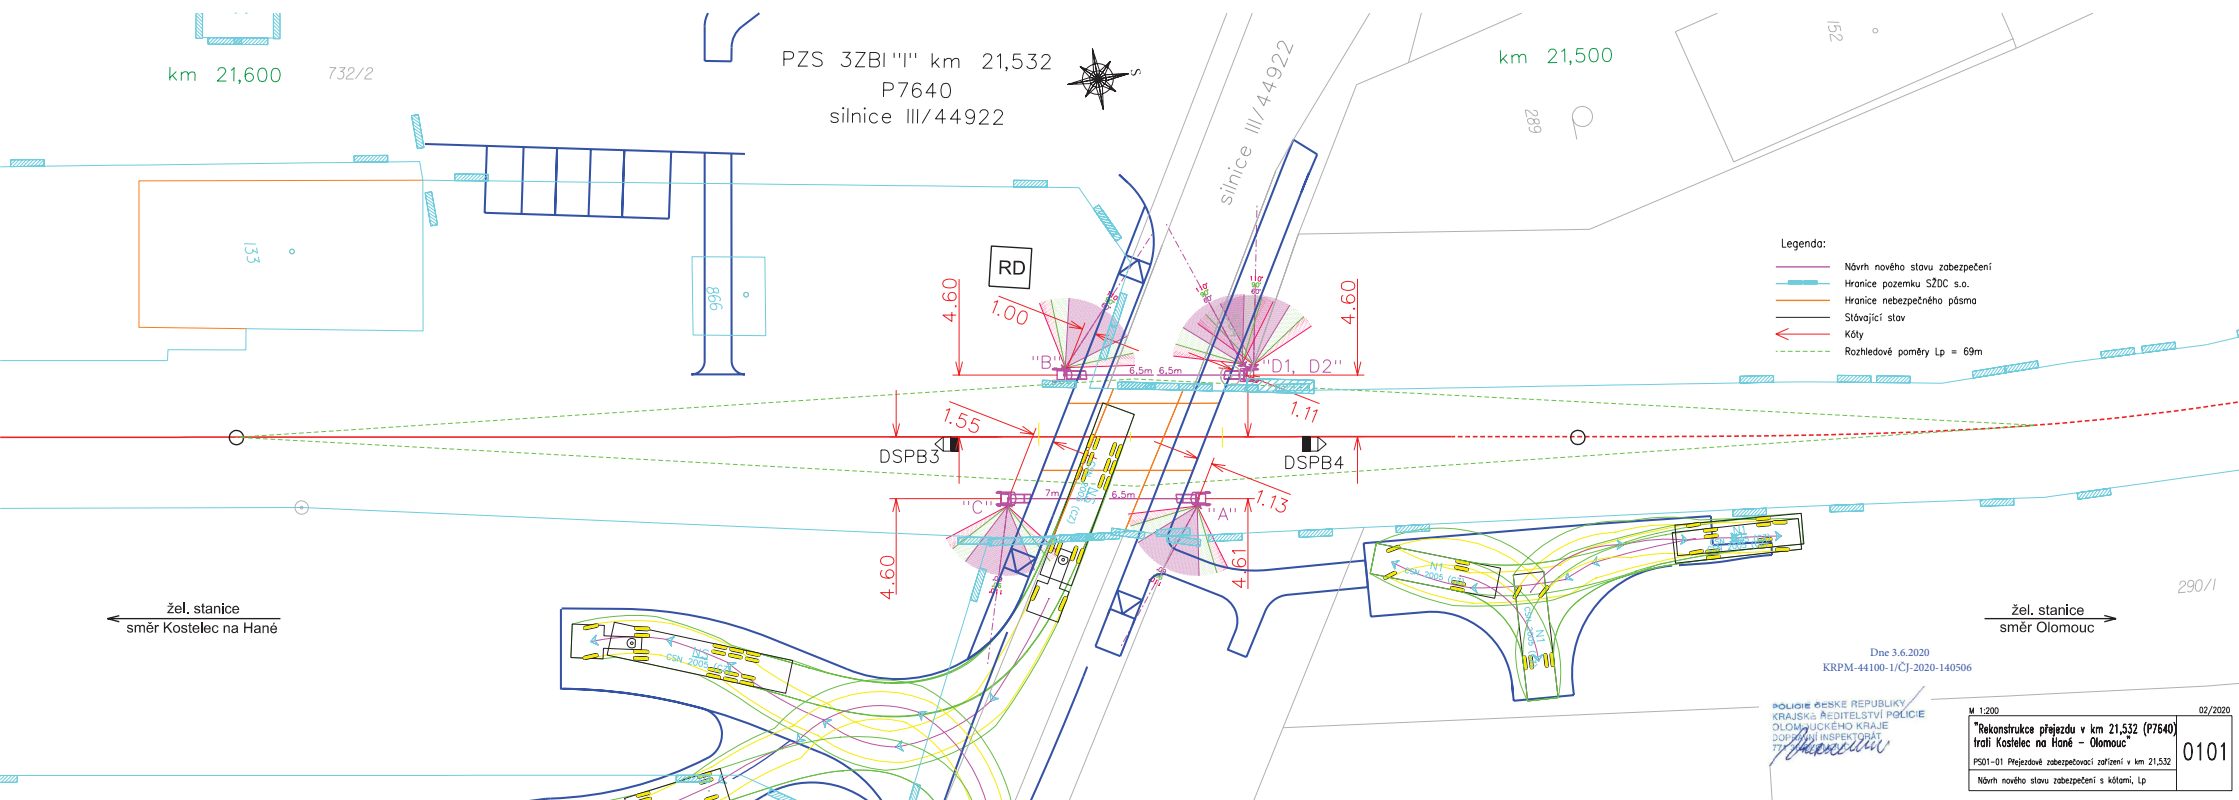 km 21,600
732/2
PZS 3ZBI "I" km 21,532
P7640
silnice III/44922
S
silnice III/44922
km 21,500
152
289
133
866
RD
4.60
1.00
"B"
6,5m 6,5m
"D1, D2"
4.60
1.11
1.55
DSPB3
DSPB4
"C"
7m
6.5m
"A"
1.13
4.60
4.61
Legenda:
Návrh nového stavu zabezpečení
Hranice pozemku SŽDC s.o.
Hranice nebezpečného pásma
Stávající stav
Kóty
Rozhledové poměry Lp = 69m
N1
ČSN 2005 (CZ)
N1
290/1
žel. stanice
směr Kostelec na Hané
žel. stanice
směr Olomouc
Dne 3.6.2020
KRPM-44100-1/ČJ-2020-140506
POLICIE ČESKÉ REPUBLIKY
KRAJSKÉ ŘEDITELSTVÍ POLICIE
OLOMOUCKÉHO KRAJE
DOPRAVNÍ INSPEKTORÁT
M 1:200
02/2020
"Rekonstrukce přejezdu v km 21,532 (P7640)
trati Kostelec na Hané – Olomouc"
PS01-01 Přejezdové zabezpečovací zařízení v km 21,532
0101
Návrh nového stavu zabezpečení s kótami, Lp